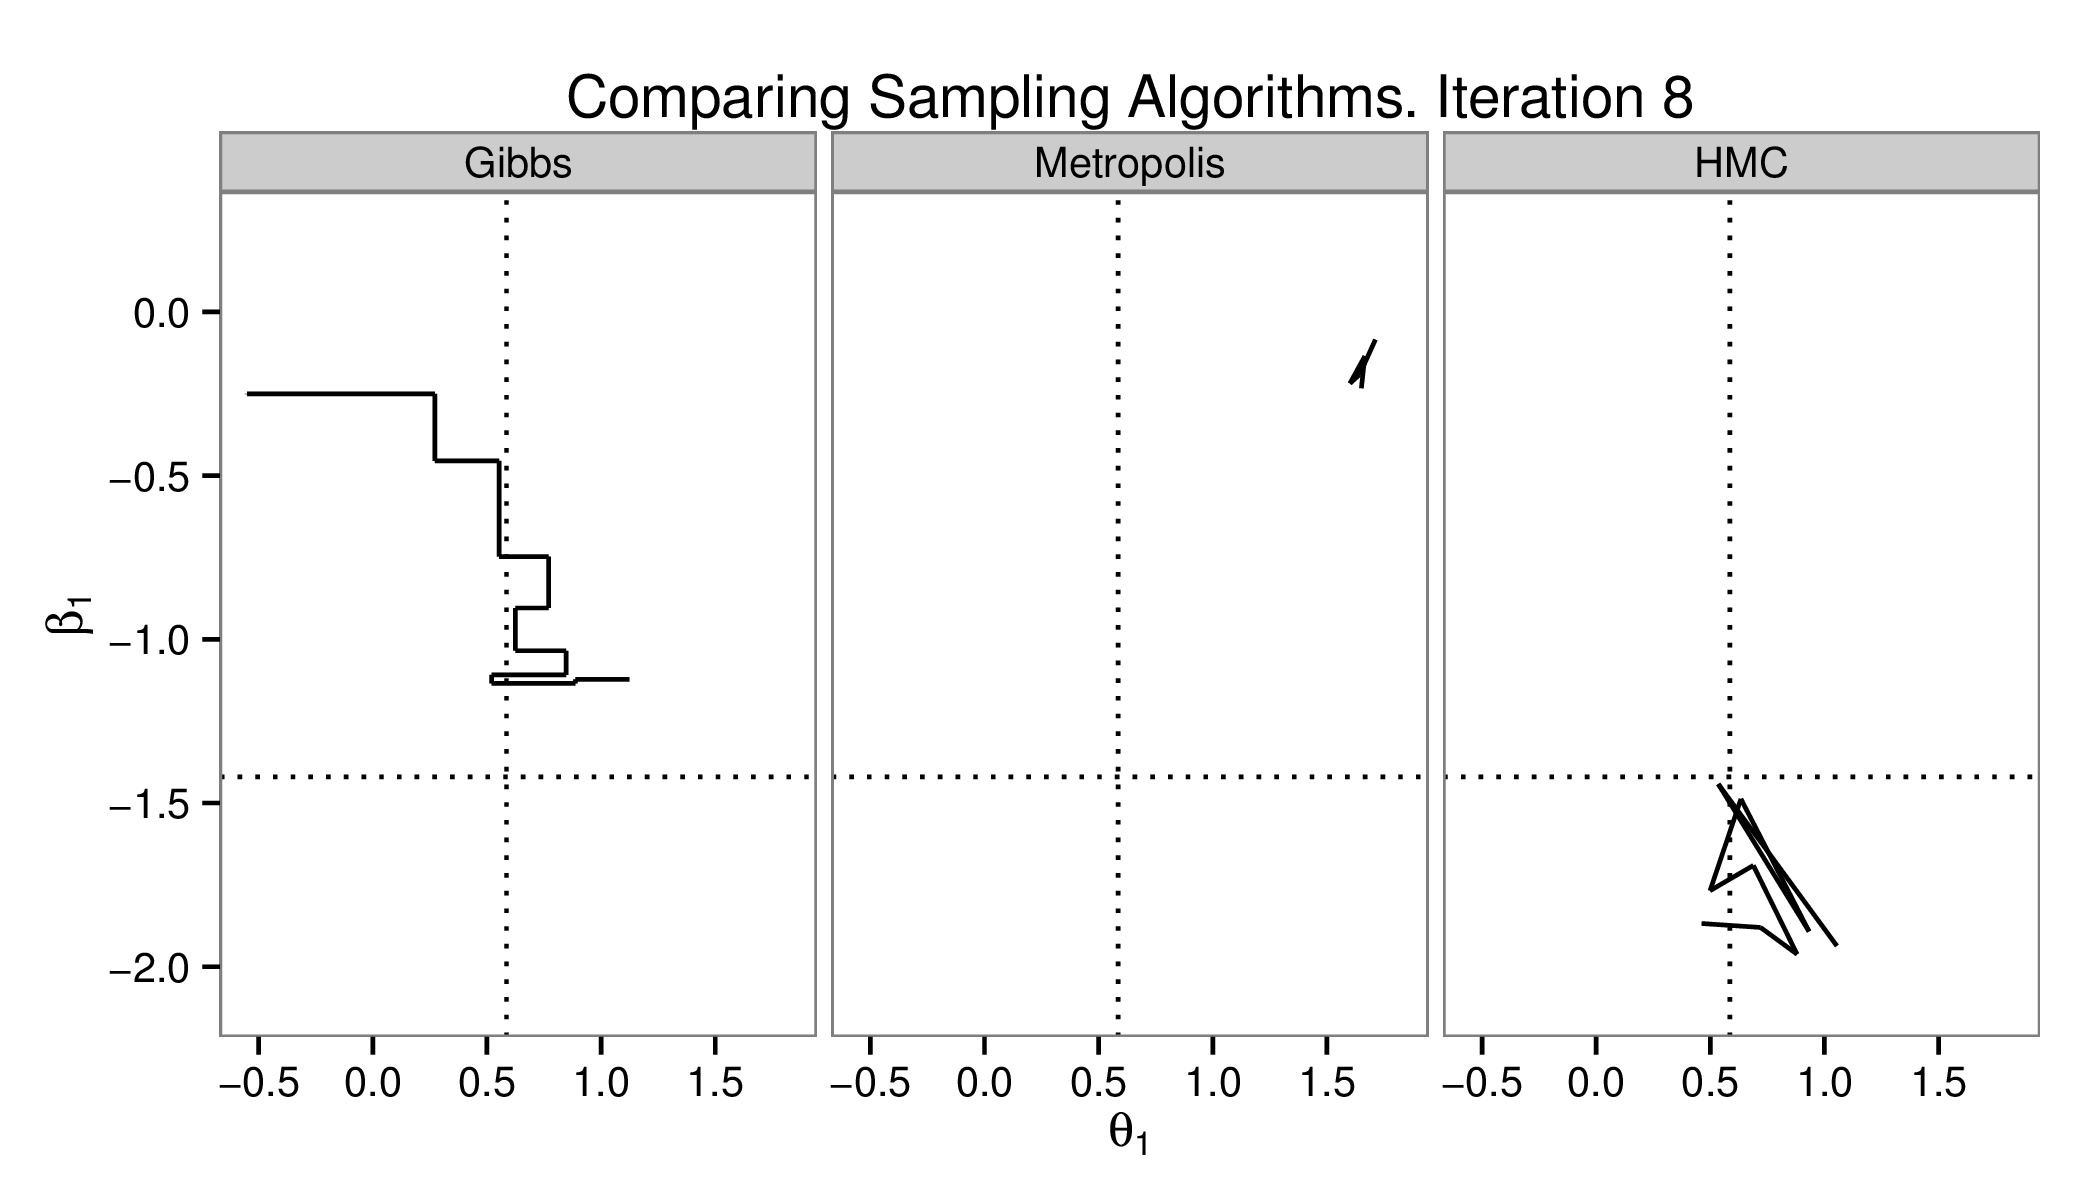 Comparing Sampling Algorithms. Iteration 8
Gibbs Metropolis HMC
0.0
−0.5
−1.0
−1.5
−2.0
β1
−0.5 0.0 0.5 1.0 1.5 −0.5 0.0 0.5 1.0 1.5 −0.5 0.0 0.5 1.0 1.5
θ1